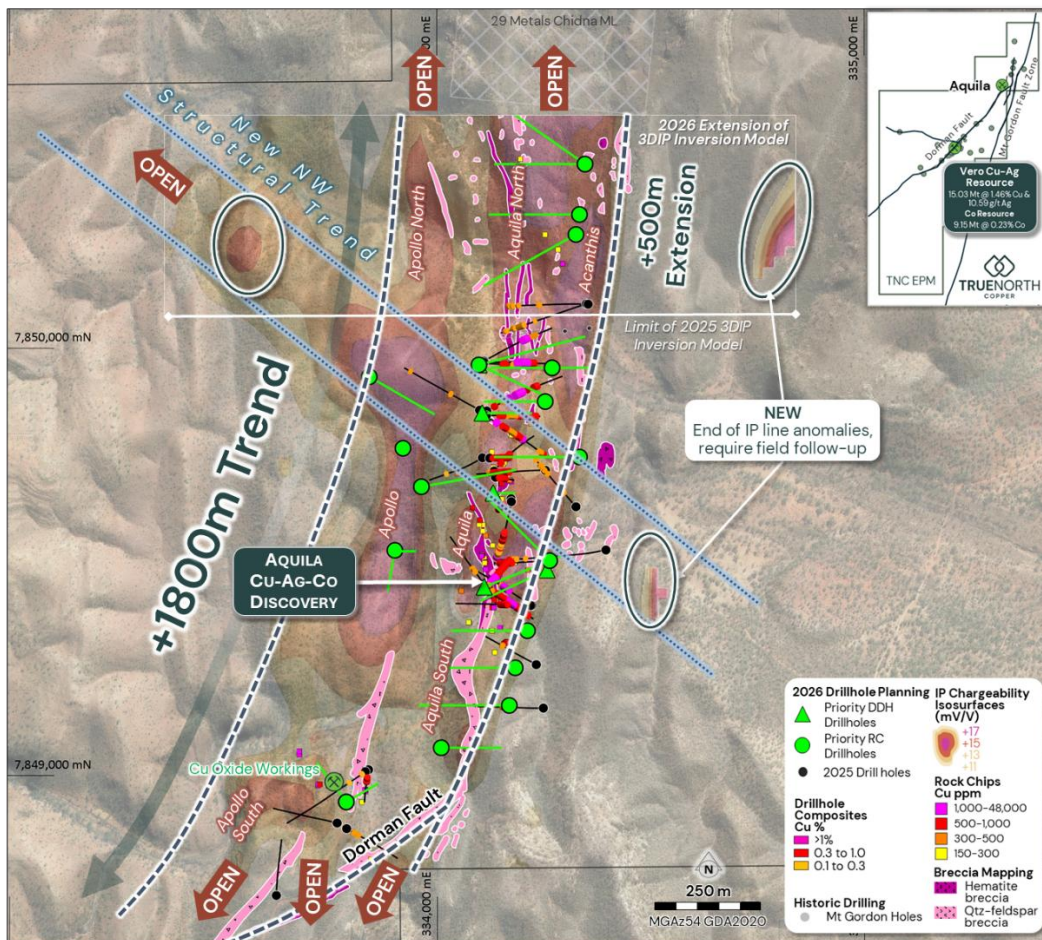 29 Metals Chidna ML
OPEN
OPEN
335,000 mE
2026 Extension of
3DIP Inversion Model
New NW
Structural Trend
OPEN
Apollo North
Aquila North
Acanthis
+500m
Extension
Limit of 2025 3DIP
Inversion Model
7,850,000 mN
+1800m Trend
NEW
End of IP line anomalies,
require field follow-up
Apollo
Aquila
AQUILA
CU-AG-CO
DISCOVERY
Aquila South
7,849,000 mN
Cu Oxide Workings
Apollo
South
Dorman Fault
OPEN
OPEN
OPEN
334,000 mE
N
250 m
MGAz54 GDA2020
Aquila
Dorman Fault
Mt Gordon Fault Zone
Vero Cu-Ag
Resource
15.03 Mt @ 1.46% Cu &
10.59 g/t Ag
Co Resource
9.15 Mt @ 0.23% Co
TNC EPM
TRUENORTH
COPPER
2026 Drillhole Planning
Priority DDH
Drillholes
Priority RC
Drillholes
2025 Drill holes
Drillhole
Composites
Cu %
>1%
0.3 to 1.0
0.1 to 0.3
Historic Drilling
Mt Gordon Holes
IP Chargeability
Isosurfaces
(mV/V)
+17
+15
+13
+11
Rock Chips
Cu ppm
1,000-48,000
500-1,000
300-500
150-300
Breccia Mapping
Hematite
breccia
Qtz-feldspar
breccia